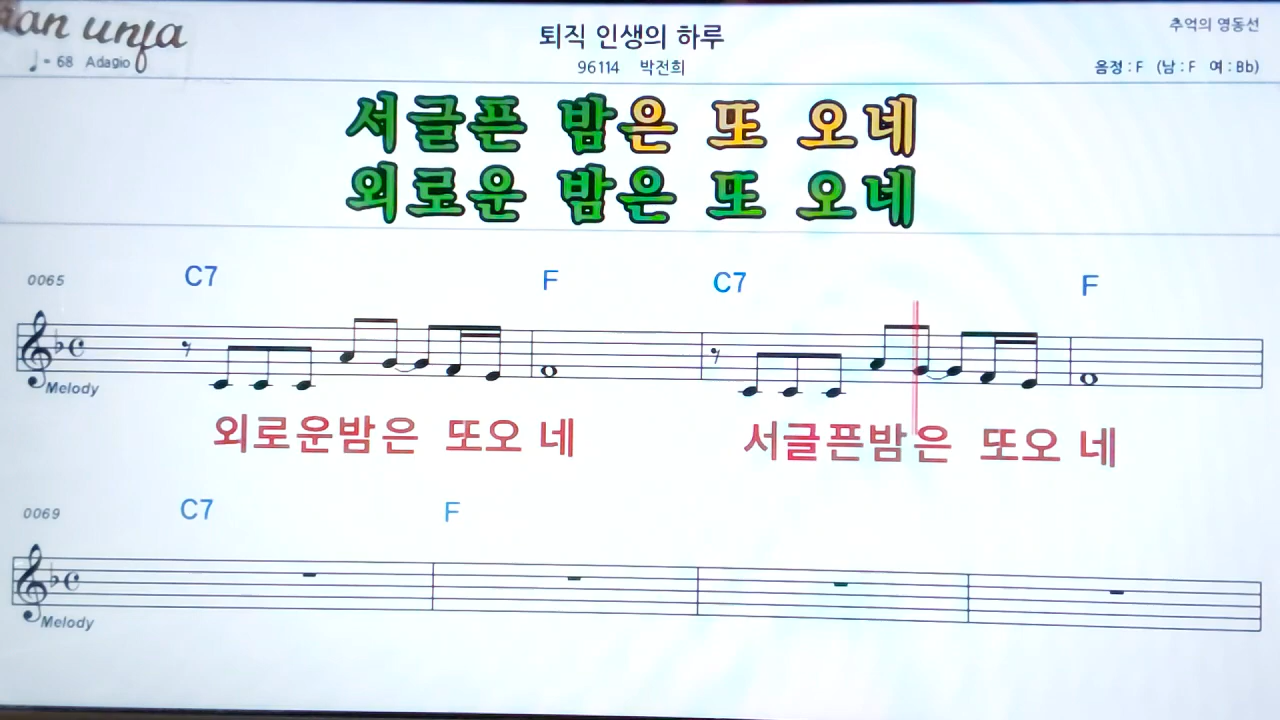 퇴직 인생의 하루
추억의 영동선
♩= 68 Adagio
96114 박전희
음정 : F (남 : F 여 : Bb)
서글픈 밤은 또 오네
외로운 밤은 또 오네
0065 C7 F C7 F
Melody
외로운밤은 또오 네 서글픈밤은 또오 네
0069 C7 F
Melody